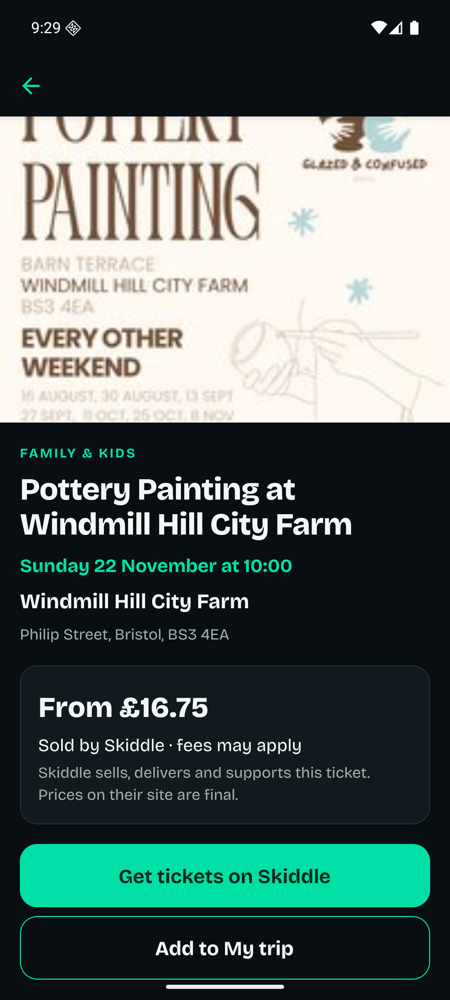 9:29
POTTERY
PAINTING
GLAZED & CONFUSED
BARN TERRACE
WINDMILL HILL CITY FARM
BS3 4EA
EVERY OTHER
WEEKEND
16 AUGUST, 30 AUGUST, 13 SEPT
27 SEPT, 11 OCT, 25 OCT, 8 NOV
FAMILY & KIDS
Pottery Painting at
Windmill Hill City Farm
Sunday 22 November at 10:00
Windmill Hill City Farm
Philip Street, Bristol, BS3 4EA
From £16.75
Sold by Skiddle · fees may apply
Skiddle sells, delivers and supports this ticket.
Prices on their site are final.
Get tickets on Skiddle
Add to My trip